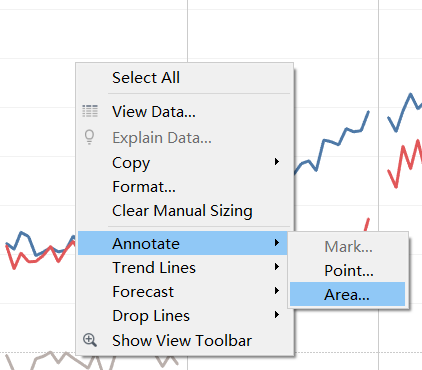 Select All
View Data...
Explain Data...
Copy
Format...
Clear Manual Sizing
Annotate
Trend Lines
Forecast
Drop Lines
Show View Toolbar
Mark...
Point...
Area...